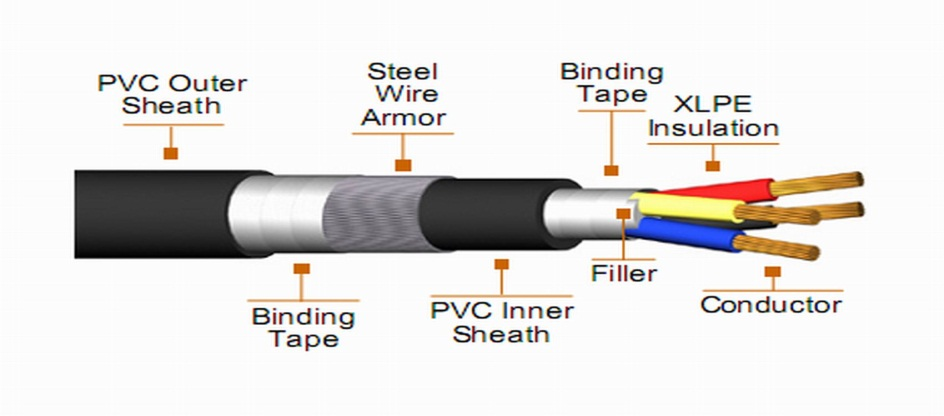 PVC Outer
Sheath
Steel
Wire
Armor
Binding
Tape
XLPE
Insulation
Binding
Tape
PVC Inner
Sheath
Filler
Conductor